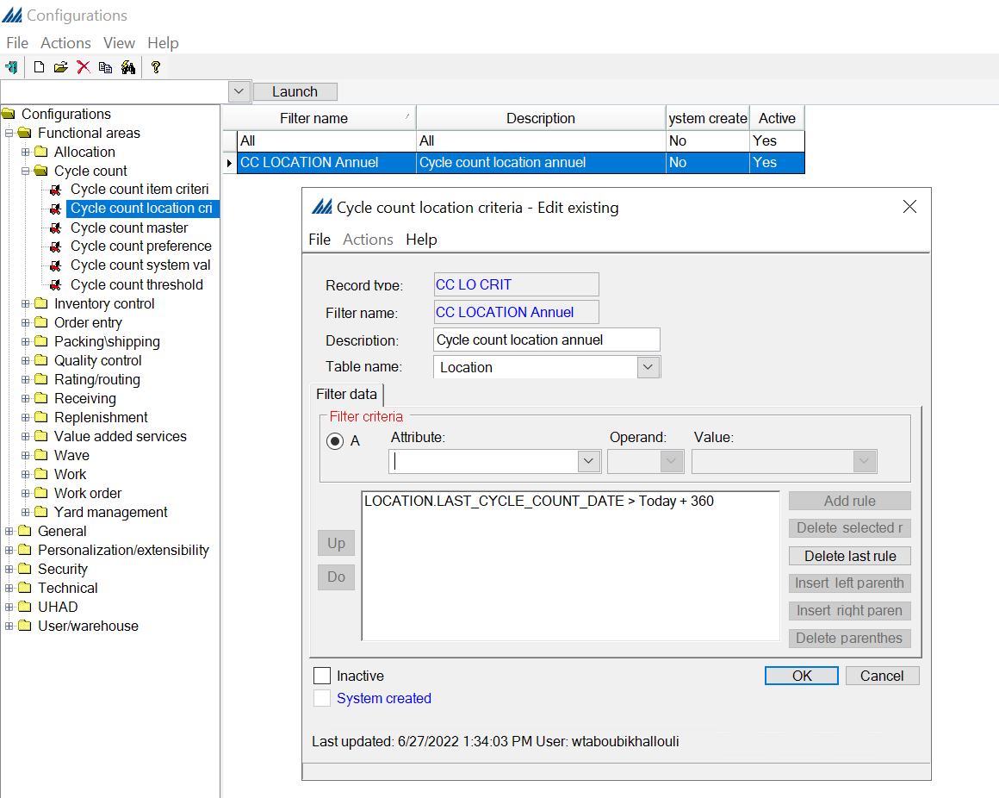 Configurations
File Actions View Help
Launch
Configurations
Functional areas
Allocation
Cycle count
Cycle count item criteri
Cycle count location cri
Cycle count master
Cycle count preference
Cycle count system val
Cycle count threshold
Inventory control
Order entry
Packing\shipping
Quality control
Rating/routing
Receiving
Replenishment
Value added services
Wave
Work
Work order
Yard management
General
Personalization/extensibility
Security
Technical
UHAD
User/warehouse
Filter name Description ystem create Active
All All No Yes
CC LOCATION Annuel Cycle count location annuel No Yes
Cycle count location criteria - Edit existing
File Actions Help
Record type: CC LO CRIT
Filter name: CC LOCATION Annuel
Description: Cycle count location annuel
Table name: Location
Filter data
Filter criteria
A Attribute: Operand: Value:
LOCATION.LAST_CYCLE_COUNT_DATE > Today + 360
Up
Do
Add rule
Delete selected r
Delete last rule
Insert left parenth
Insert right paren
Delete parenthes
Inactive
System created
OK Cancel
Last updated: 6/27/2022 1:34:03 PM User: wtaboubikhallouli